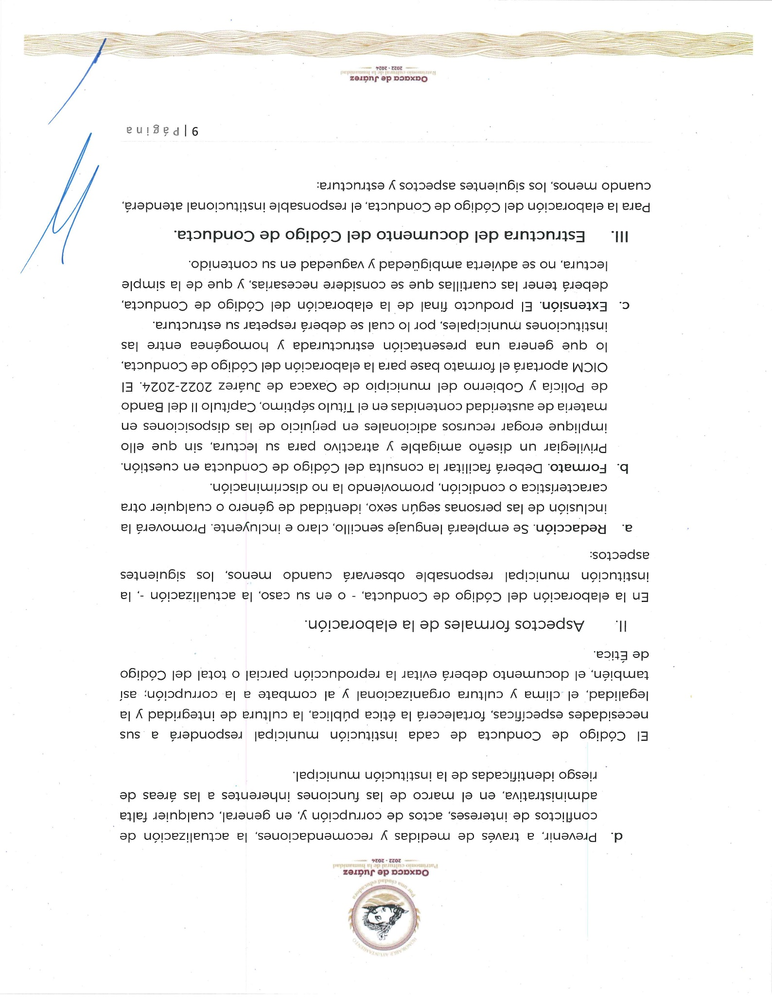 HONORABLE AYUNTAMIENTO
Por una ciudad educadora
Oaxaca de Juárez
Patrimonio cultural de la humanidad
2022 - 2024
d. Prevenir, a través de medidas y recomendaciones, la actualización de
conflictos de intereses, actos de corrupción y, en general, cualquier falta
administrativa, en el marco de las funciones inherentes a las áreas de
riesgo identificadas de la institución municipal.
El Código de Conducta de cada institución municipal responderá a sus
necesidades específicas, fortalecerá la ética pública, la cultura de integridad y la
legalidad, el clima y cultura organizacional y al combate a la corrupción; así
también, el documento deberá evitar la reproducción parcial o total del Código
de Ética.
II. Aspectos formales de la elaboración.
En la elaboración del Código de Conducta, - o en su caso, la actualización -, la
institución municipal responsable observará cuando menos, los siguientes
aspectos:
a. Redacción. Se empleará lenguaje sencillo, claro e incluyente. Promoverá la
inclusión de las personas según sexo, identidad de género o cualquier otra
característica o condición, promoviendo la no discriminación.
b. Formato. Deberá facilitar la consulta del Código de Conducta en cuestión.
Privilegiar un diseño amigable y atractivo para su lectura, sin que ello
implique erogar recursos adicionales en perjuicio de las disposiciones en
materia de austeridad contenidas en el Título séptimo, Capítulo II del Bando
de Policía y Gobierno del municipio de Oaxaca de Juárez 2022-2024. El
OICM aportará el formato base para la elaboración del Código de Conducta,
lo que genera una presentación estructurada y homogénea entre las
instituciones municipales, por lo cual se deberá respetar su estructura.
c. Extensión. El producto final de la elaboración del Código de Conducta,
deberá tener las cuartillas que se considere necesarias, y que de la simple
lectura, no se advierta ambigüedad y vaguedad en su contenido.
III. Estructura del documento del Código de Conducta.
Para la elaboración del Código de Conducta, el responsable institucional atenderá,
cuando menos, los siguientes aspectos y estructura:
9 | Página
Oaxaca de Juárez
Patrimonio cultural de la humanidad
2022 - 2024